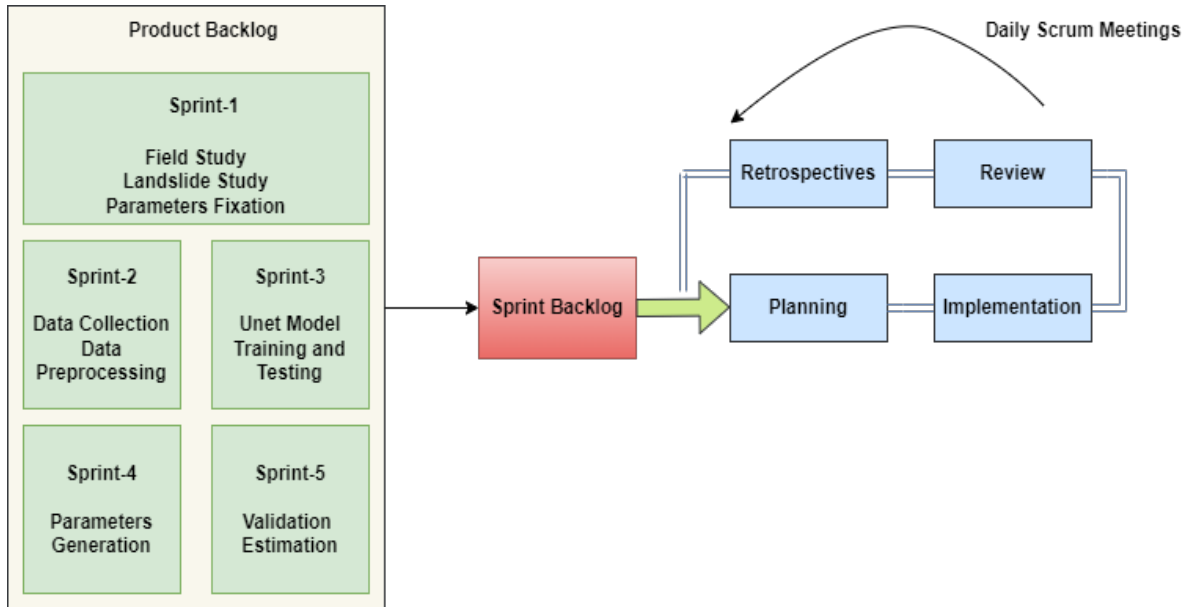 Product Backlog
Sprint-1
Field Study
Landslide Study
Parameters Fixation
Sprint-2
Data Collection
Data
Preprocessing
Sprint-3
Unet Model
Training and
Testing
Sprint-4
Parameters
Generation
Sprint-5
Validation
Estimation
Sprint Backlog
Daily Scrum Meetings
Retrospectives
Review
Planning
Implementation